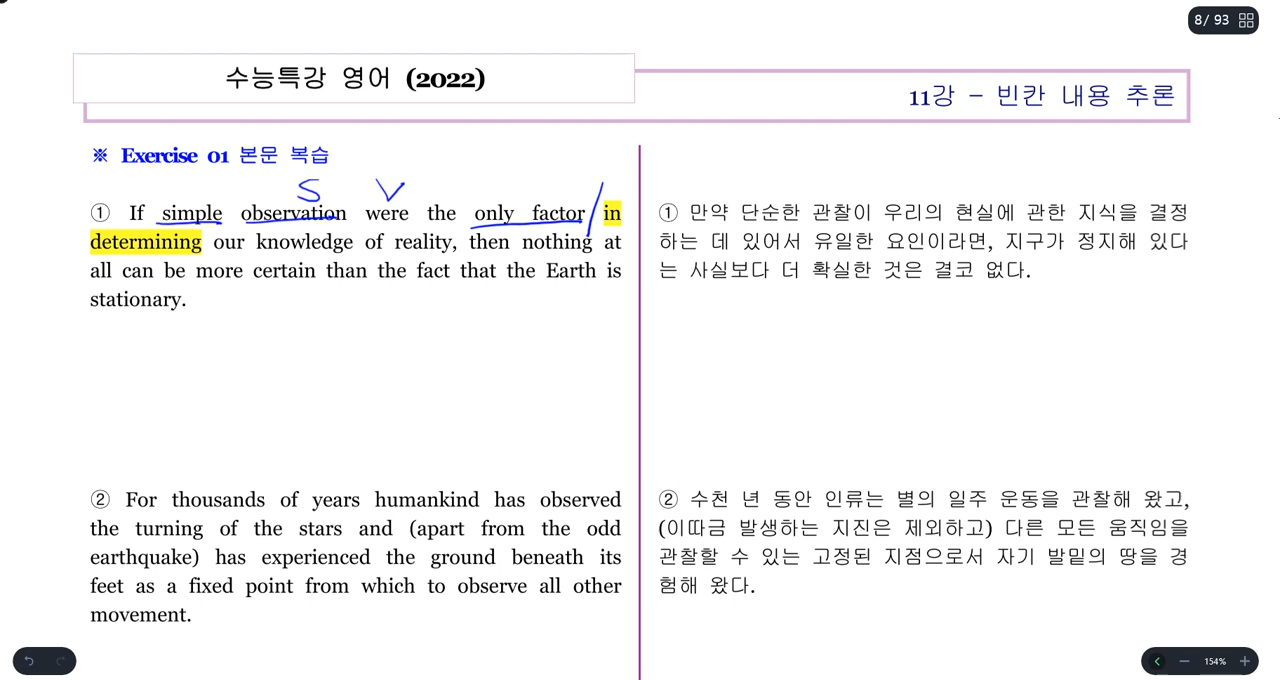 8/ 93
수능특강 영어 (2022)
11강 – 빈칸 내용 추론
※ Exercise 01 본문 복습
S V
① If simple observation were the only factor / in
determining our knowledge of reality, then nothing at
all can be more certain than the fact that the Earth is
stationary.
① 만약 단순한 관찰이 우리의 현실에 관한 지식을 결정
하는 데 있어서 유일한 요인이라면, 지구가 정지해 있다
는 사실보다 더 확실한 것은 결코 없다.
② For thousands of years humankind has observed
the turning of the stars and (apart from the odd
earthquake) has experienced the ground beneath its
feet as a fixed point from which to observe all other
movement.
② 수천 년 동안 인류는 별의 일주 운동을 관찰해 왔고,
(이따금 발생하는 지진은 제외하고) 다른 모든 움직임을
관찰할 수 있는 고정된 지점으로서 자기 발밑의 땅을 경
험해 왔다.
154%